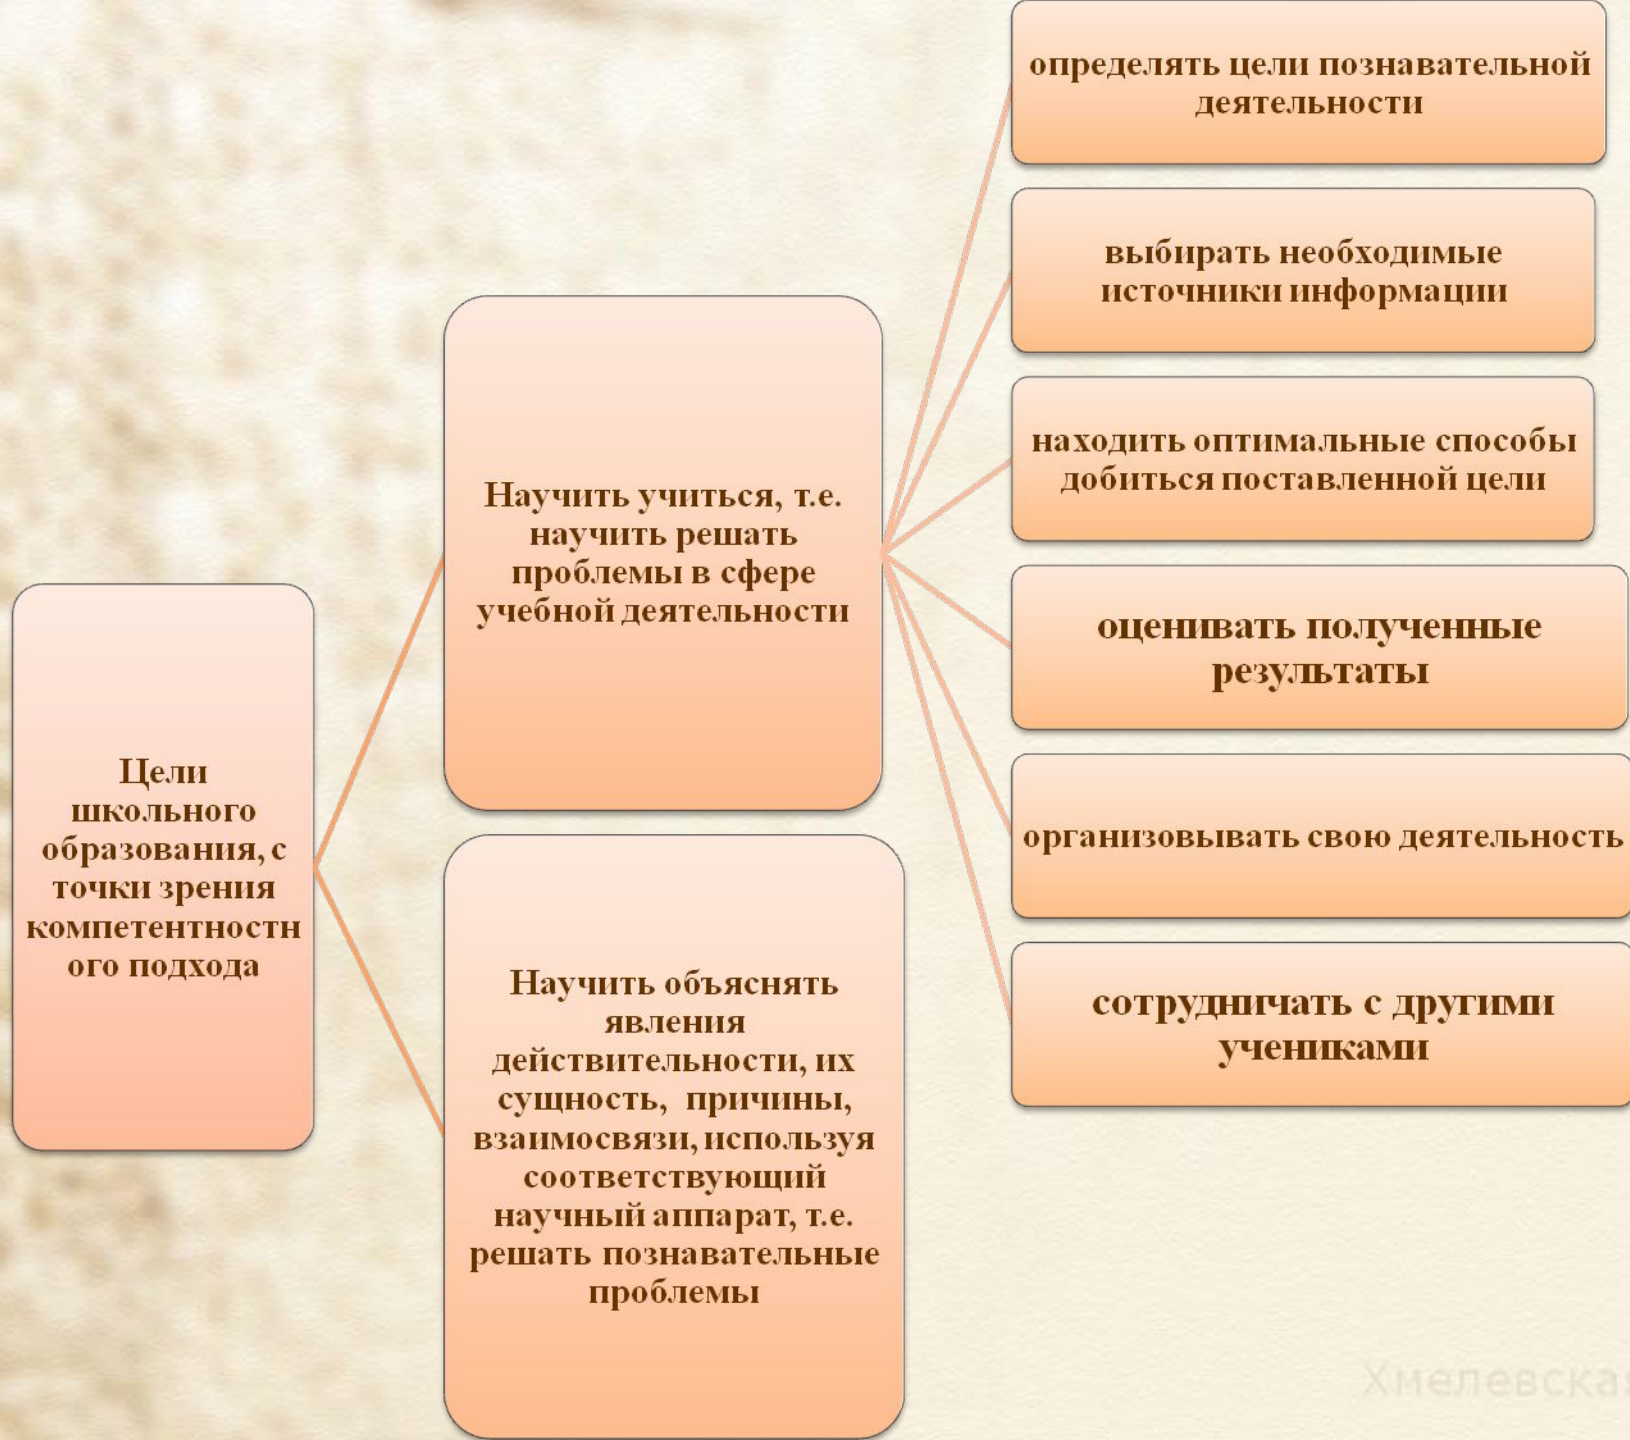 Цели
школьного
образования, с
точки зрения
компетентностн
ого подхода
Научить учиться, т.е.
научить решать
проблемы в сфере
учебной деятельности
Научить объяснять
явления
действительности, их
сущность, причины,
взаимосвязи, используя
соответствующий
научный аппарат, т.е.
решать познавательные
проблемы
определять цели познавательной
деятельности
выбирать необходимые
источники информации
находить оптимальные способы
добиться поставленной цели
оценивать полученные
результаты
организовывать свою деятельность
сотрудничать с другими
учениками
Хмелевская